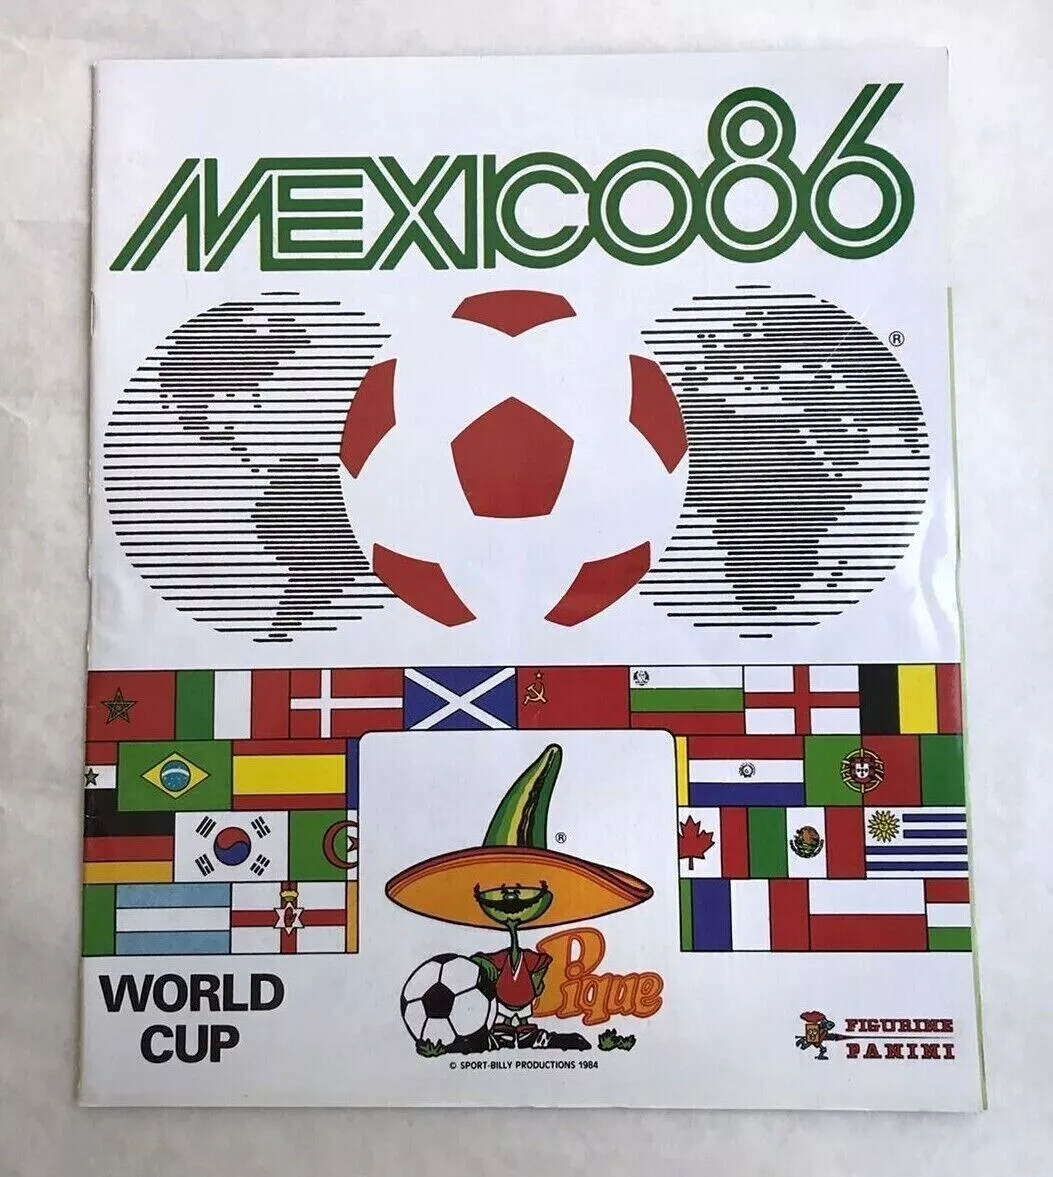 MEXICO86
®
®
Pique
WORLD
CUP
© SPORT-BILLY PRODUCTIONS 1984
FIGURINE
PANINI